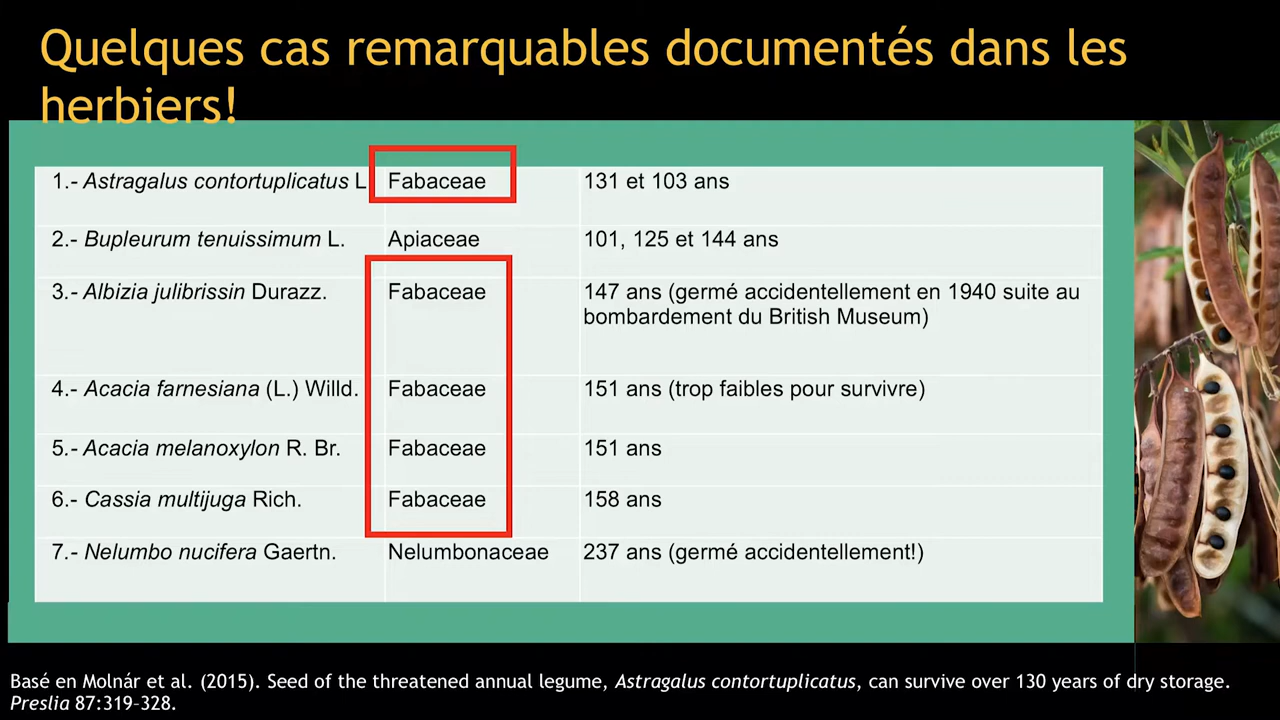 Quelques cas remarquables documentés dans les
herbiers!
1.- Astragalus contortuplicatus L Fabaceae 131 et 103 ans
2.- Bupleurum tenuissimum L. Apiaceae 101, 125 et 144 ans
3.- Albizia julibrissin Durazz. Fabaceae 147 ans (germé accidentellement en 1940 suite au
bombardement du British Museum)
4.- Acacia farnesiana (L.) Willd. Fabaceae 151 ans (trop faibles pour survivre)
5.- Acacia melanoxylon R. Br. Fabaceae 151 ans
6.- Cassia multijuga Rich. Fabaceae 158 ans
7.- Nelumbo nucifera Gaertn. Nelumbonaceae 237 ans (germé accidentellement!)
Basé en Molnár et al. (2015). Seed of the threatened annual legume, Astragalus contortuplicatus, can survive over 130 years of dry storage.
Preslia 87:319–328.